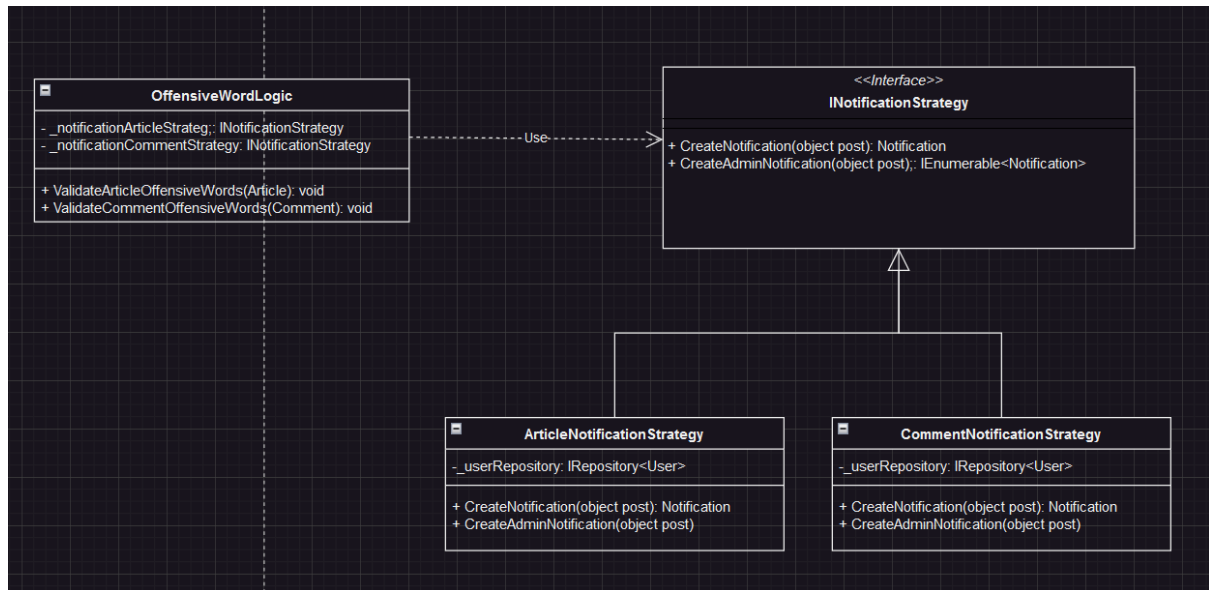 OffensiveWordLogic
- _notificationArticleStrateg;: INotificationStrategy
- _notificationCommentStrategy: INotificationStrategy
+ ValidateArticleOffensiveWords(Article): void
+ ValidateCommentOffensiveWords(Comment): void
Use
<<Interface>>
INotificationStrategy
+ CreateNotification(object post): Notification
+ CreateAdminNotification(object post);: IEnumerable<Notification>
ArticleNotificationStrategy
-_userRepository: IRepository<User>
+ CreateNotification(object post): Notification
+ CreateAdminNotification(object post)
CommentNotificationStrategy
-_userRepository: IRepository<User>
+ CreateNotification(object post): Notification
+ CreateAdminNotification(object post)